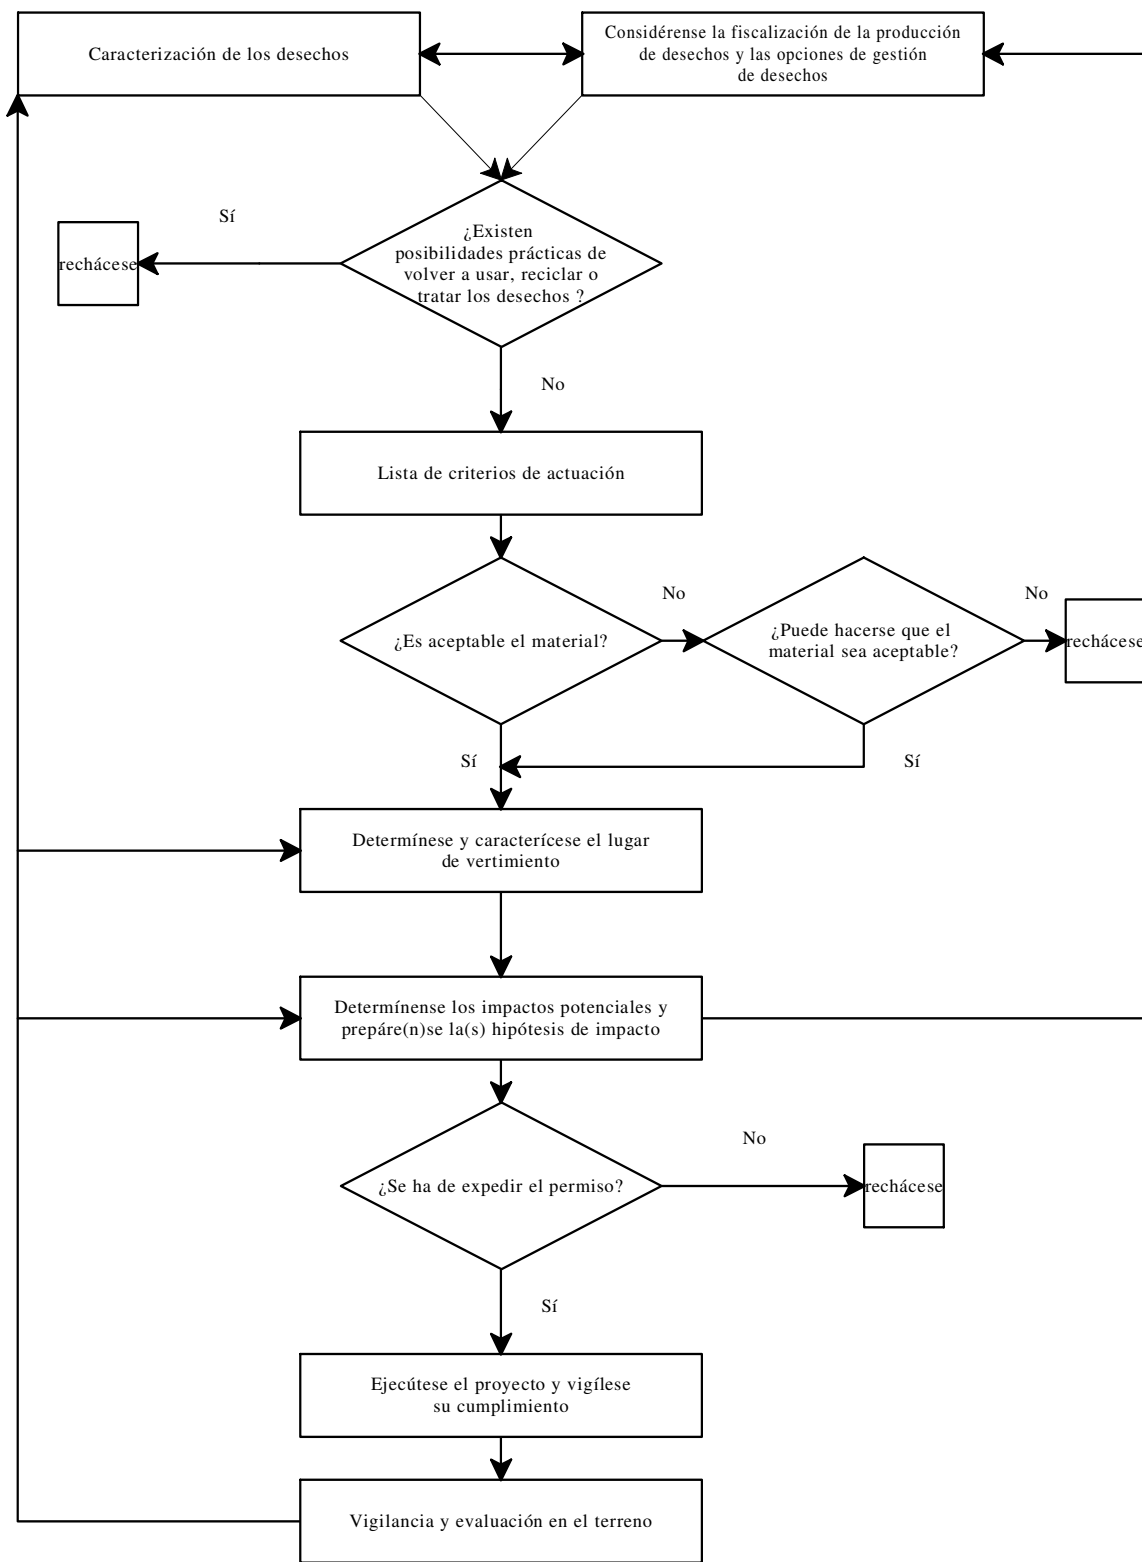 Caracterización de los desechos
Considérense la fiscalización de la producción
de desechos y las opciones de gestión
de desechos
Sí
¿Existen
posibilidades prácticas de
volver a usar, reciclar o
tratar los desechos ?
rechácese
No
Lista de criterios de actuación
¿Es aceptable el material?
No
¿Puede hacerse que el
material sea aceptable?
No
rechácese
Sí
Sí
Determínese y caracterícese el lugar
de vertimiento
Determínense los impactos potenciales y
prepáre(n)se la(s) hipótesis de impacto
No
¿Se ha de expedir el permiso?
rechácese
Sí
Ejecútese el proyecto y vigílese
su cumplimiento
Vigilancia y evaluación en el terreno